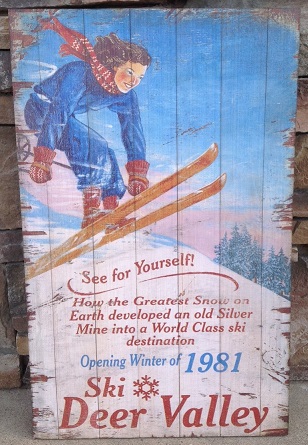 See for Yourself!
How the Greatest Snow on
Earth developed an old Silver
Mine into a World Class ski
destination
Opening Winter of 1981
Ski
Deer Valley